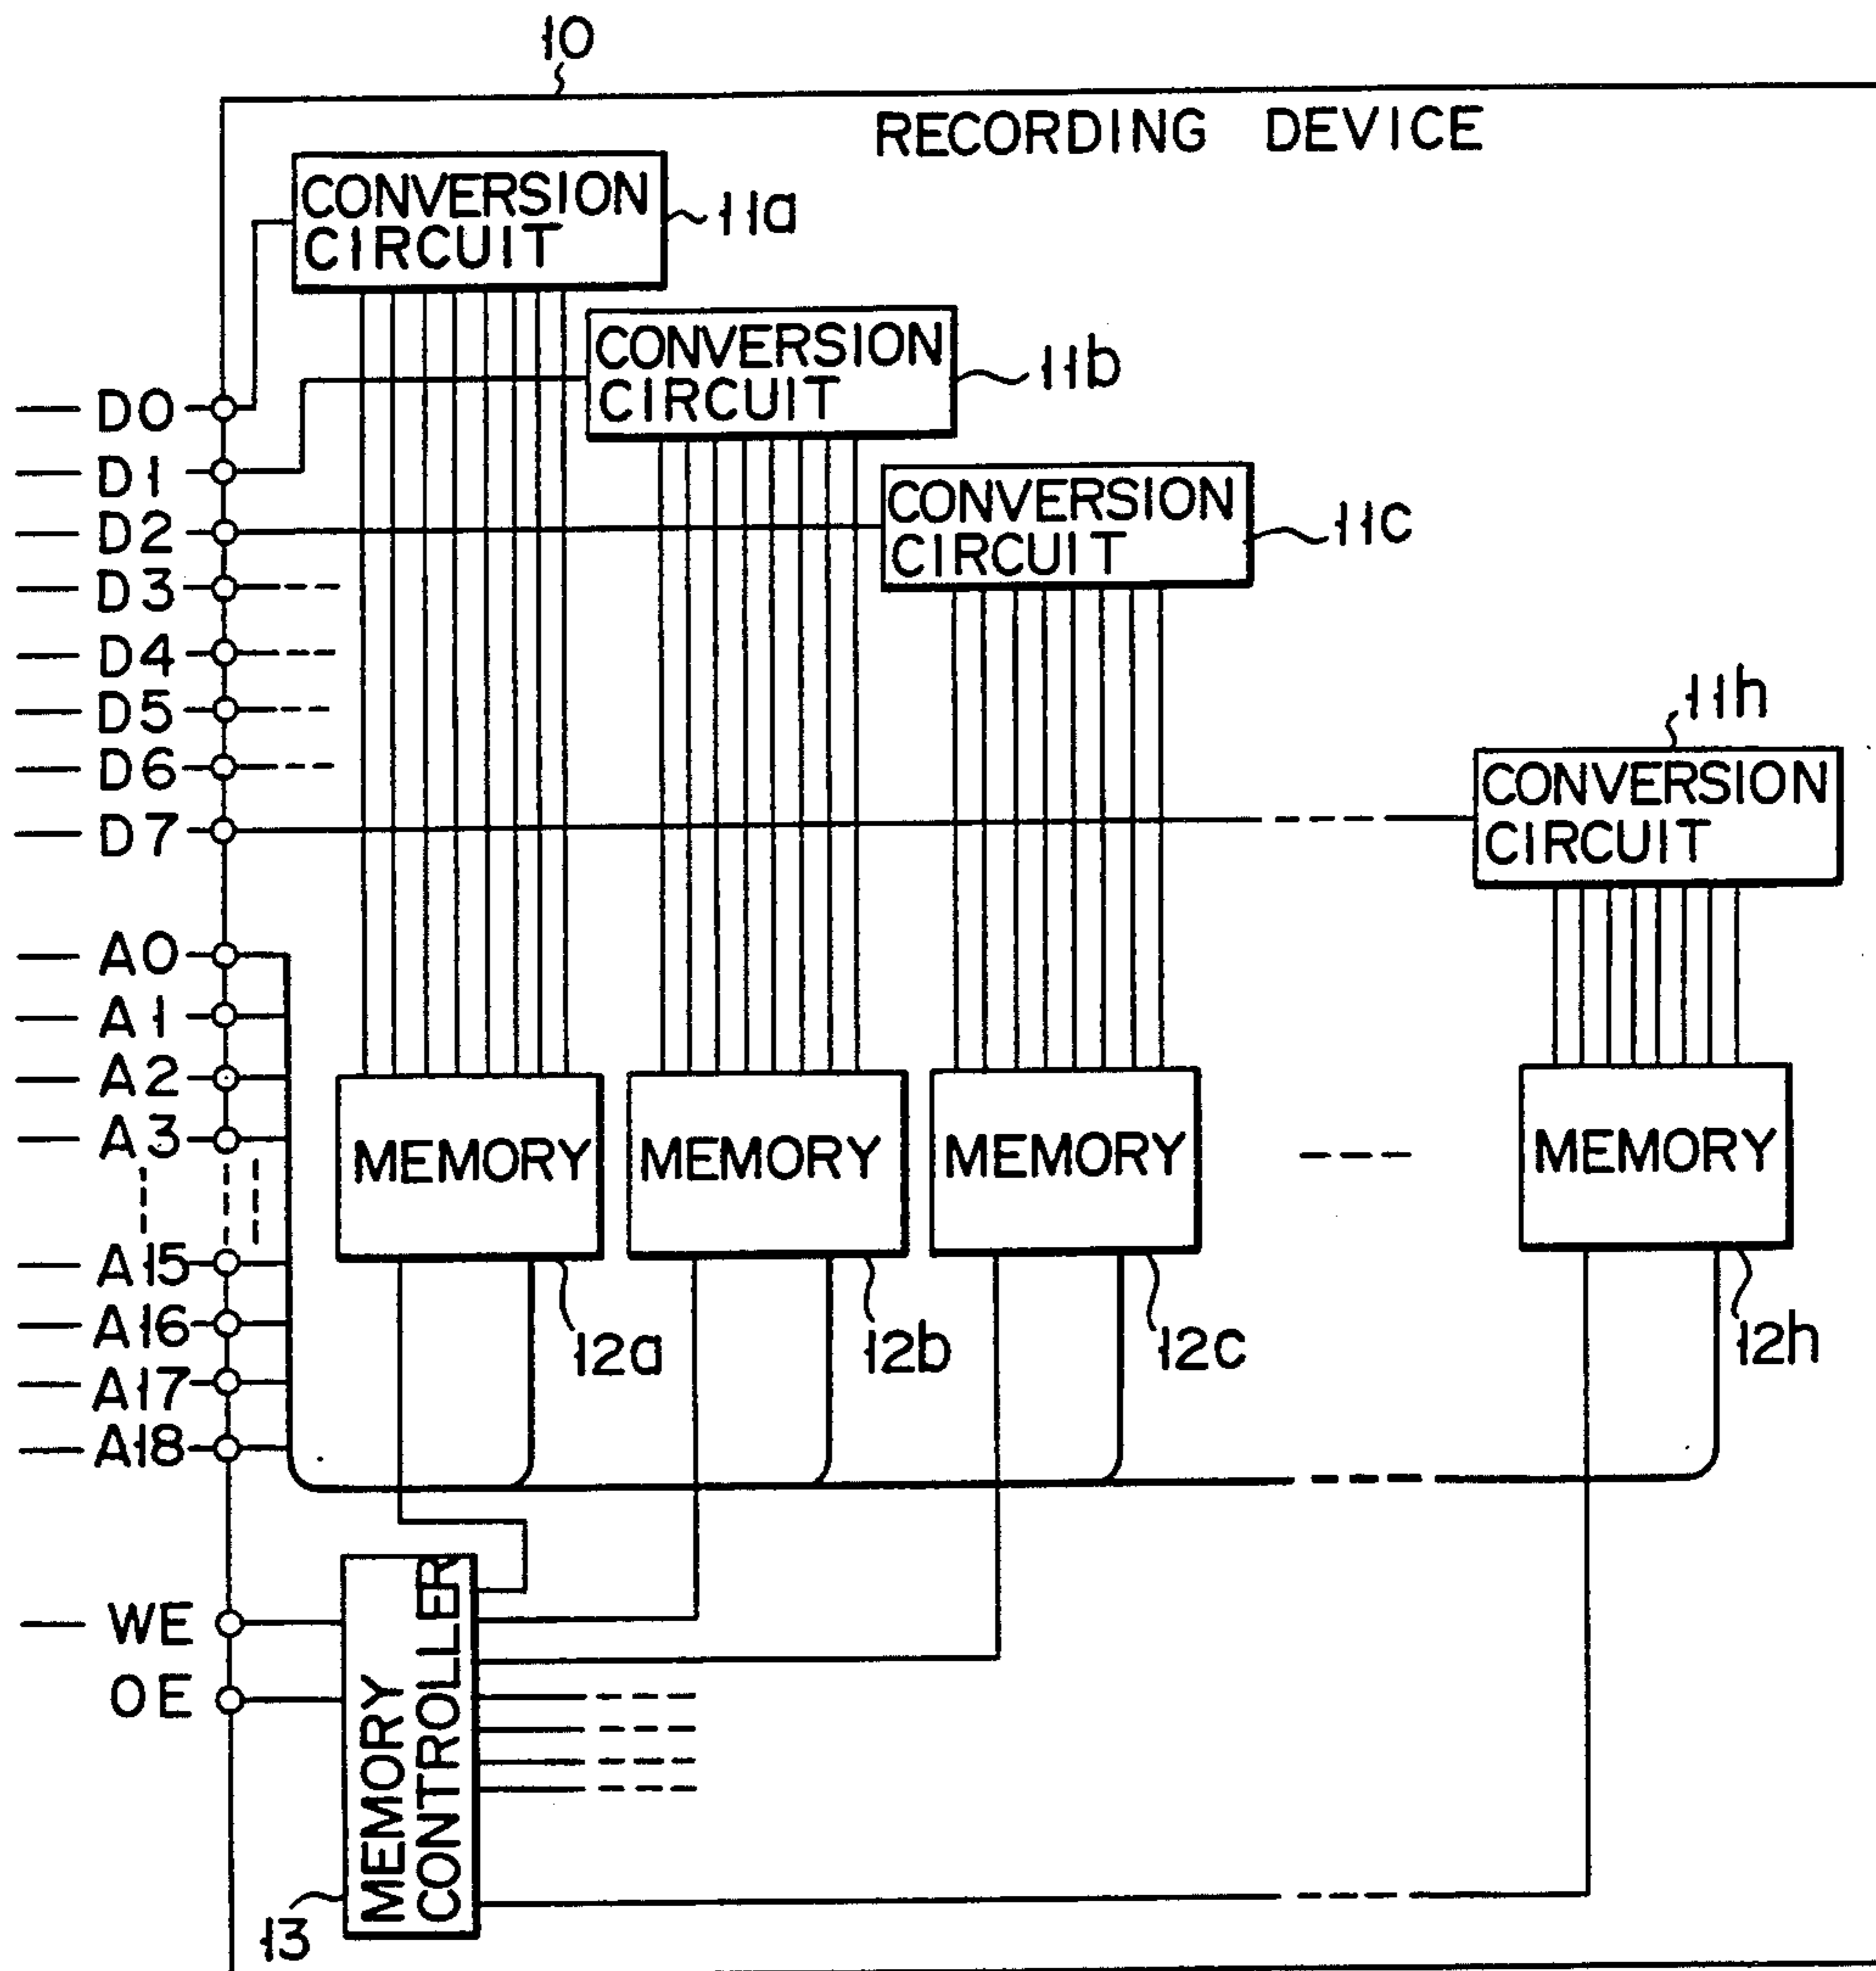 10
RECORDING DEVICE
CONVERSION
CIRCUIT
11a
CONVERSION
CIRCUIT
11b
CONVERSION
CIRCUIT
11c
CONVERSION
CIRCUIT
11h
D0
D1
D2
D3
D4
D5
D6
D7
A0
A1
A2
A3
A15
A16
A17
A18
MEMORY
MEMORY
MEMORY
MEMORY
12a
12b
12c
12h
WE
OE
MEMORY
CONTROLLER
13